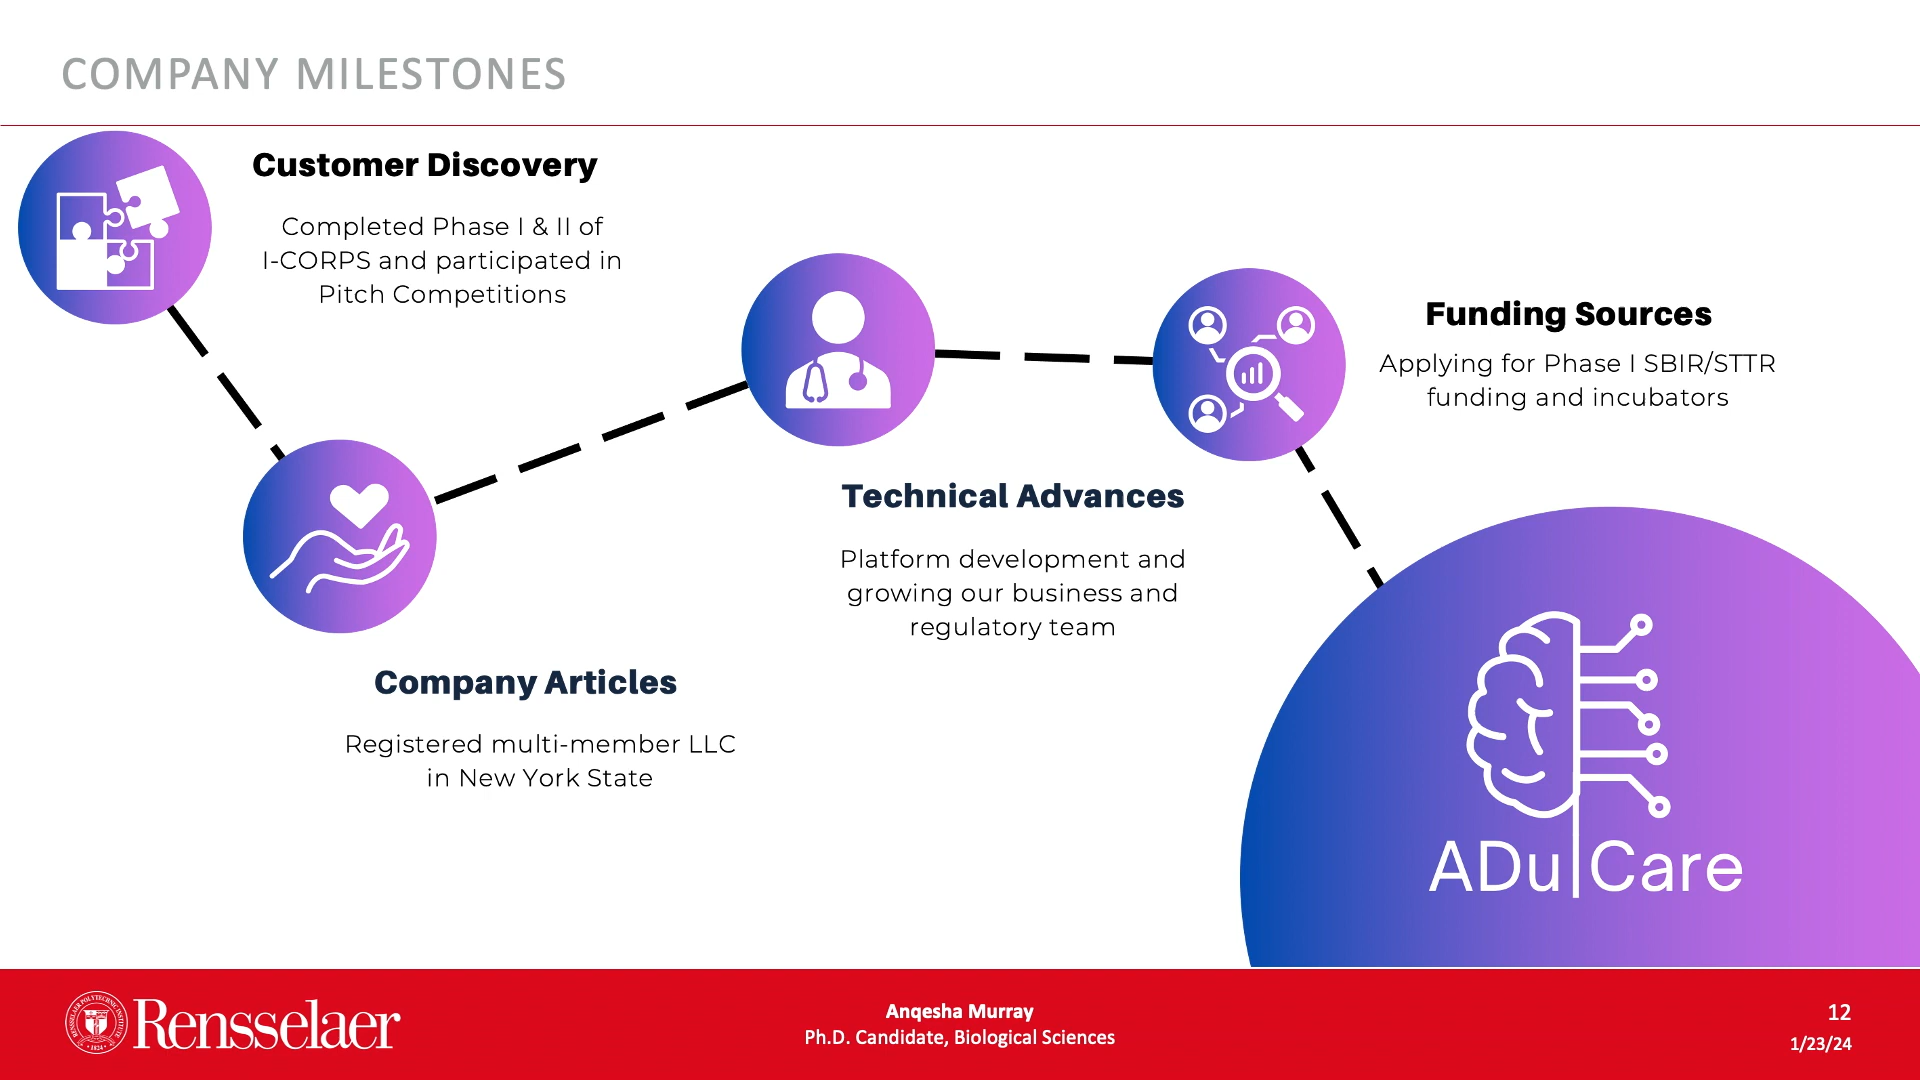 COMPANY MILESTONES
Customer Discovery
Completed Phase I & II of
I-CORPS and participated in
Pitch Competitions
Company Articles
Registered multi-member LLC
in New York State
Technical Advances
Platform development and
growing our business and
regulatory team
Funding Sources
Applying for Phase I SBIR/STTR
funding and incubators
ADu Care
Rensselaer
Anqesha Murray
Ph.D. Candidate, Biological Sciences
12
1/23/24